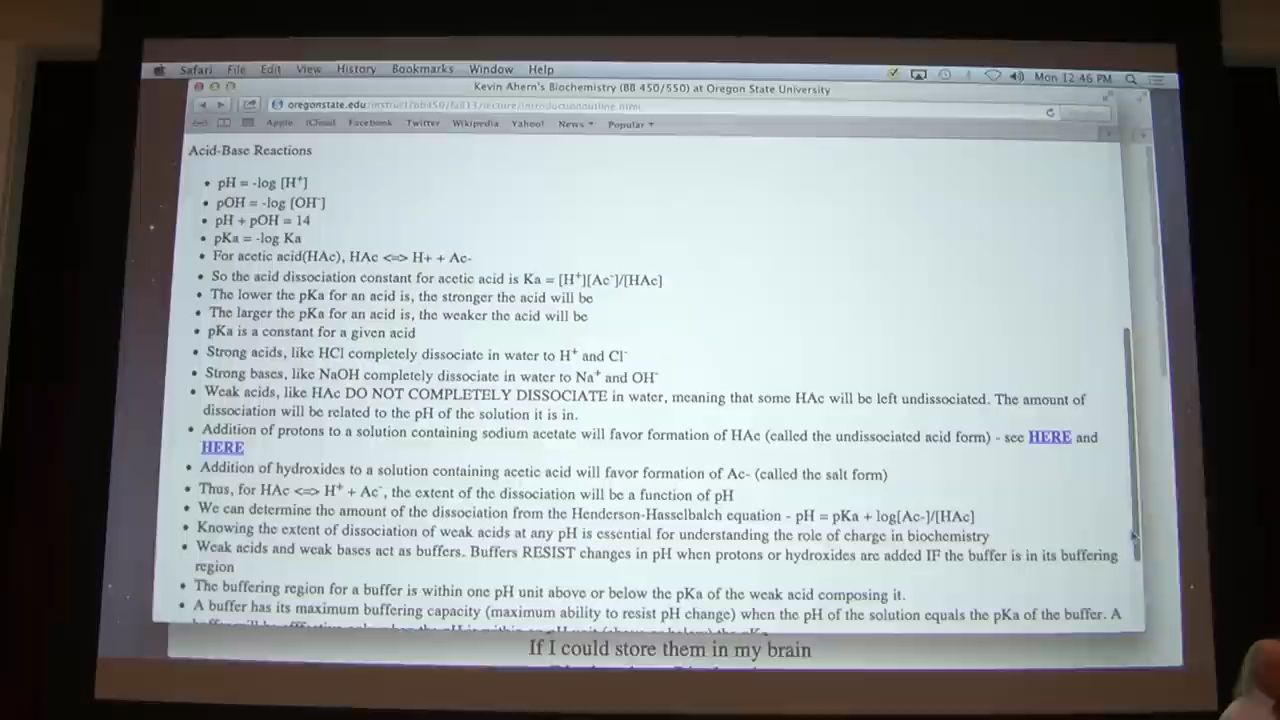 Safari File Edit View History Bookmarks Window Help Mon 12:46 PM
Kevin Ahern's Biochemistry (BB 450/550) at Oregon State University
oregonstate.edu/instruct/bb450/fall13/lecture/introductionoutline.html
Apple iCloud Facebook Twitter Wikipedia Yahoo! News Popular
Acid-Base Reactions
• pH = -log [H⁺]
• pOH = -log [OH⁻]
• pH + pOH = 14
• pKa = -log Ka
• For acetic acid(HAc), HAc <=> H+ + Ac-
• So the acid dissociation constant for acetic acid is Ka = [H⁺][Ac⁻]/[HAc]
• The lower the pKa for an acid is, the stronger the acid will be
• The larger the pKa for an acid is, the weaker the acid will be
• pKa is a constant for a given acid
• Strong acids, like HCl completely dissociate in water to H⁺ and Cl⁻
• Strong bases, like NaOH completely dissociate in water to Na⁺ and OH⁻
• Weak acids, like HAc DO NOT COMPLETELY DISSOCIATE in water, meaning that some HAc will be left undissociated. The amount of
dissociation will be related to the pH of the solution it is in.
• Addition of protons to a solution containing sodium acetate will favor formation of HAc (called the undissociated acid form) - see HERE and
HERE
• Addition of hydroxides to a solution containing acetic acid will favor formation of Ac- (called the salt form)
• Thus, for HAc <=> H⁺ + Ac⁻, the extent of the dissociation will be a function of pH
• We can determine the amount of the dissociation from the Henderson-Hasselbalch equation - pH = pKa + log[Ac-]/[HAc]
• Knowing the extent of dissociation of weak acids at any pH is essential for understanding the role of charge in biochemistry
• Weak acids and weak bases act as buffers. Buffers RESIST changes in pH when protons or hydroxides are added IF the buffer is in its buffering
region
• The buffering region for a buffer is within one pH unit above or below the pKa of the weak acid composing it.
• A buffer has its maximum buffering capacity (maximum ability to resist pH change) when the pH of the solution equals the pKa of the buffer. A
If I could store them in my brain